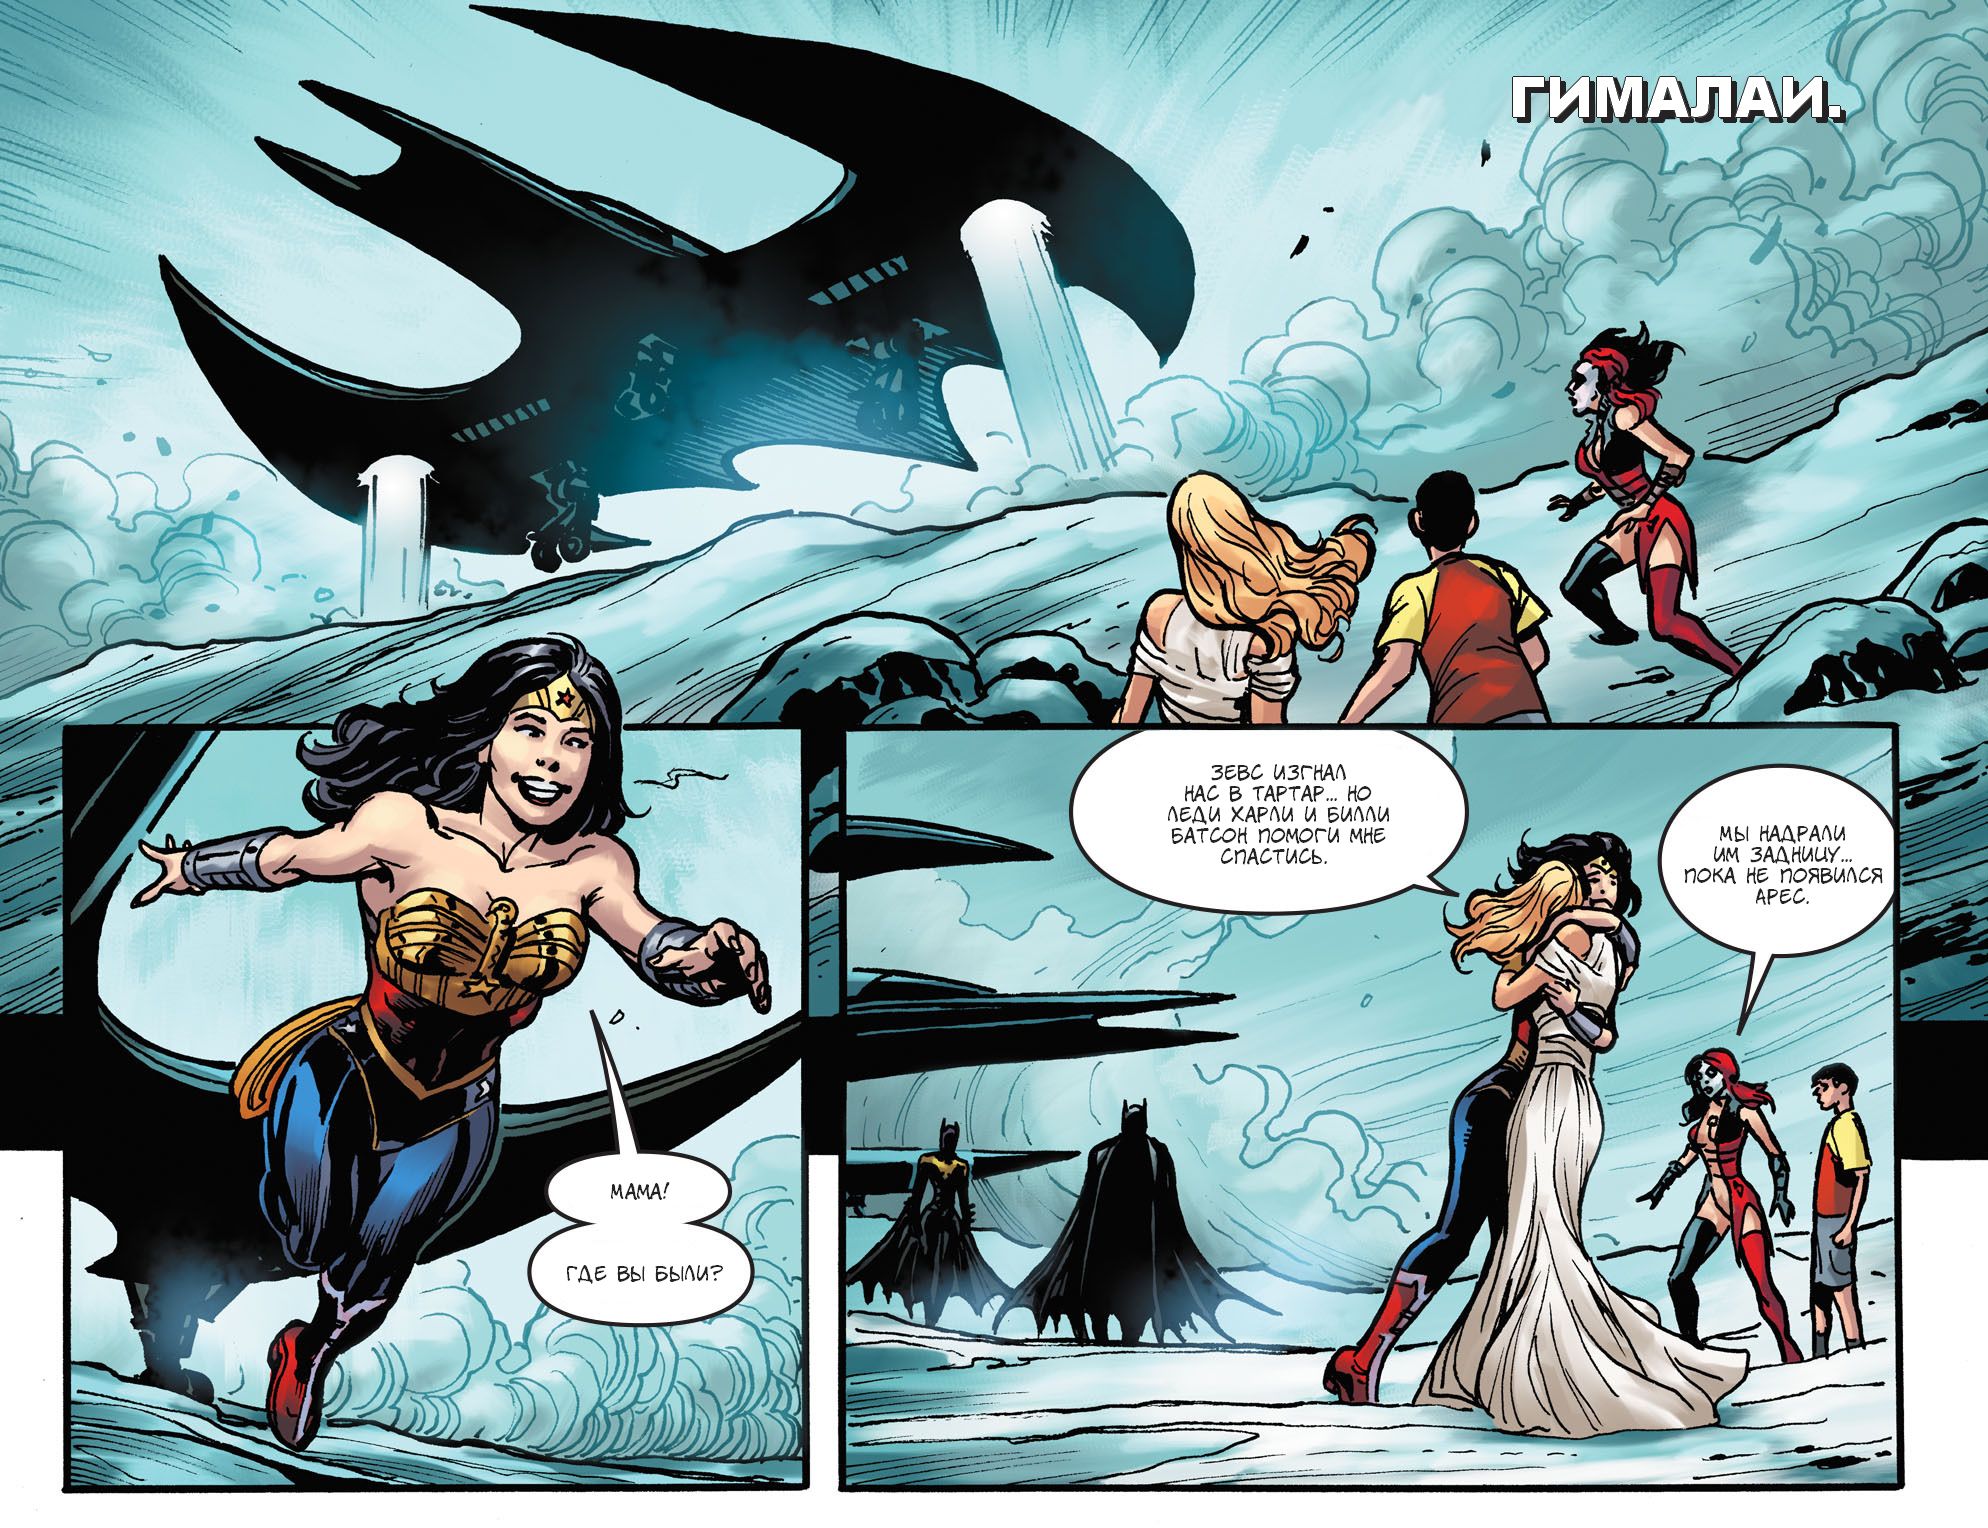 ГИМАЛАИ.
МАМА!
ГДЕ ВЫ БЫЛИ?
ЗЕВС ИЗГНАЛ
НАС В ТАРТАР... НО
ЛЕДИ ХАРЛИ И БИЛЛИ
БАТСОН ПОМОГИ МНЕ
СПАСТИСЬ.
МЫ НАДРАЛИ
ИМ ЗАДНИЦУ...
ПОКА НЕ ПОЯВИЛСЯ
АРЕС.